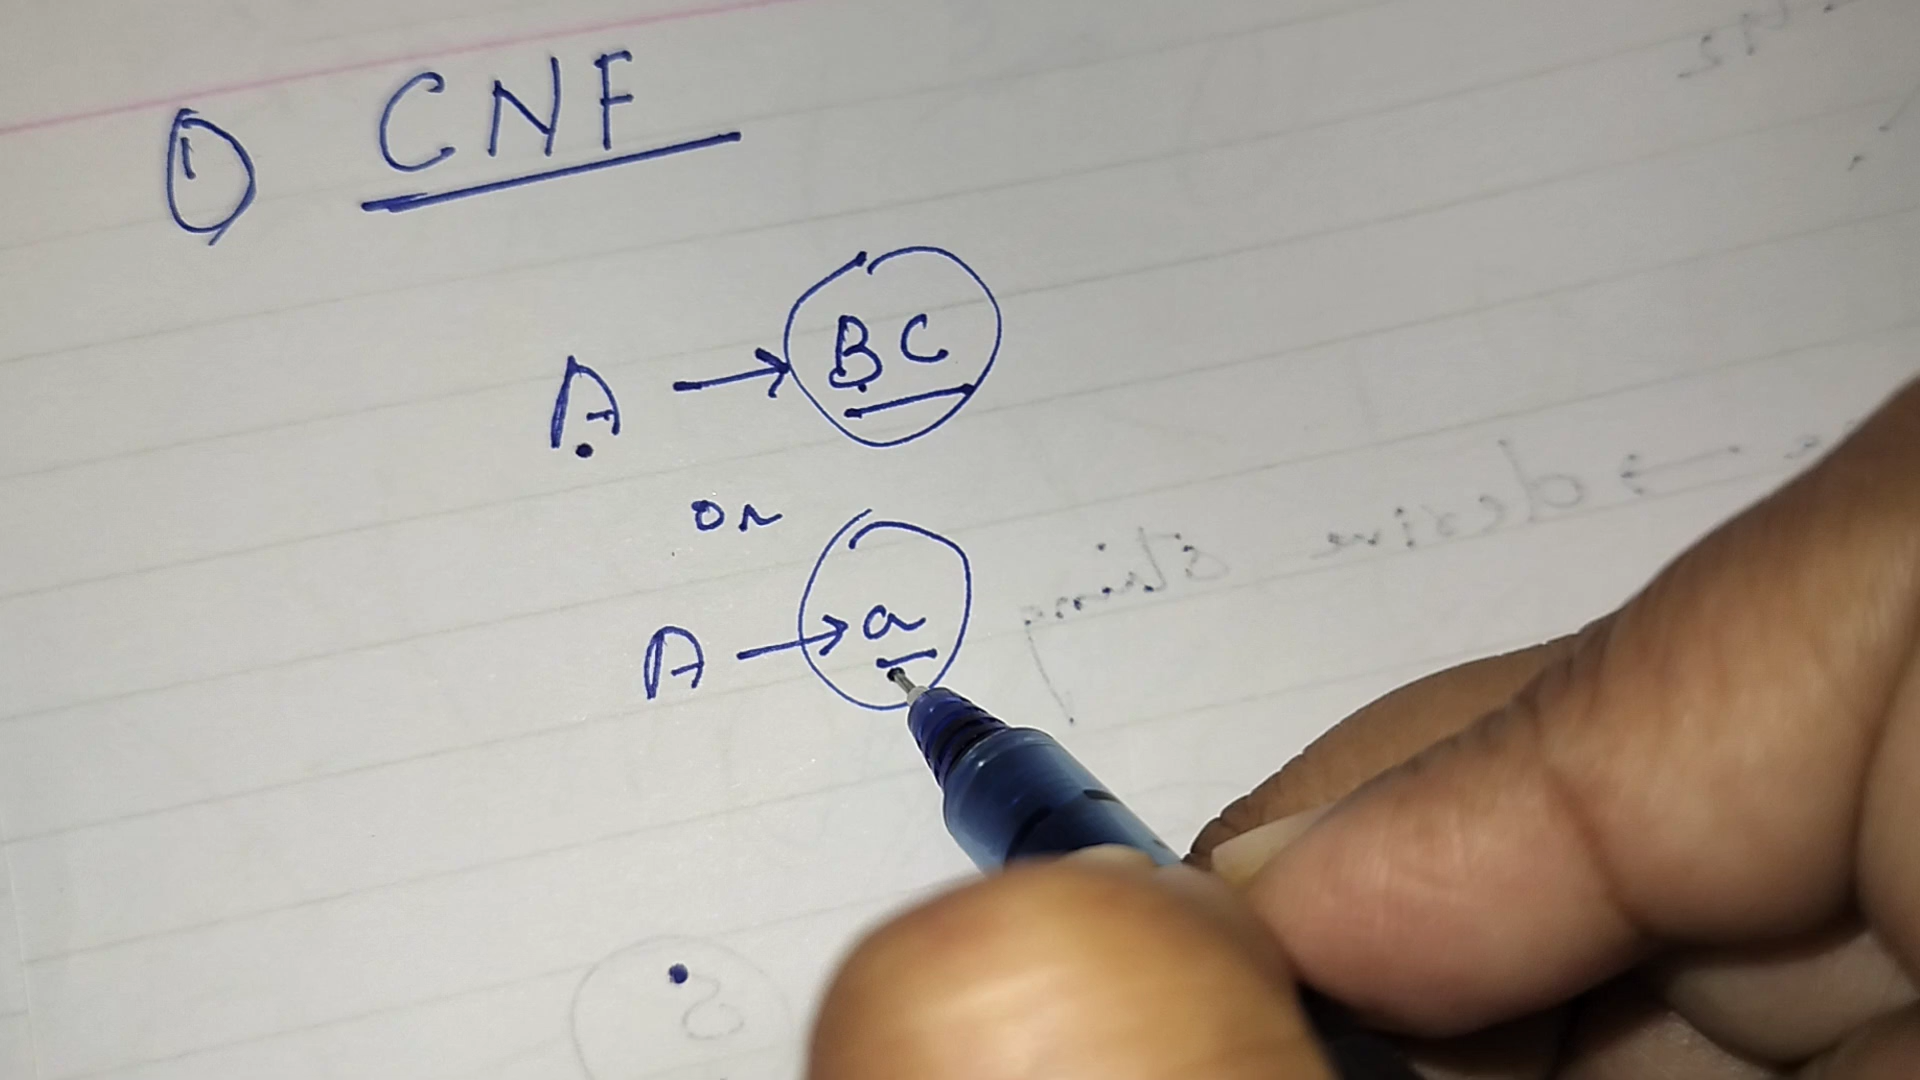 ① CNF
A → BC
or
A → a